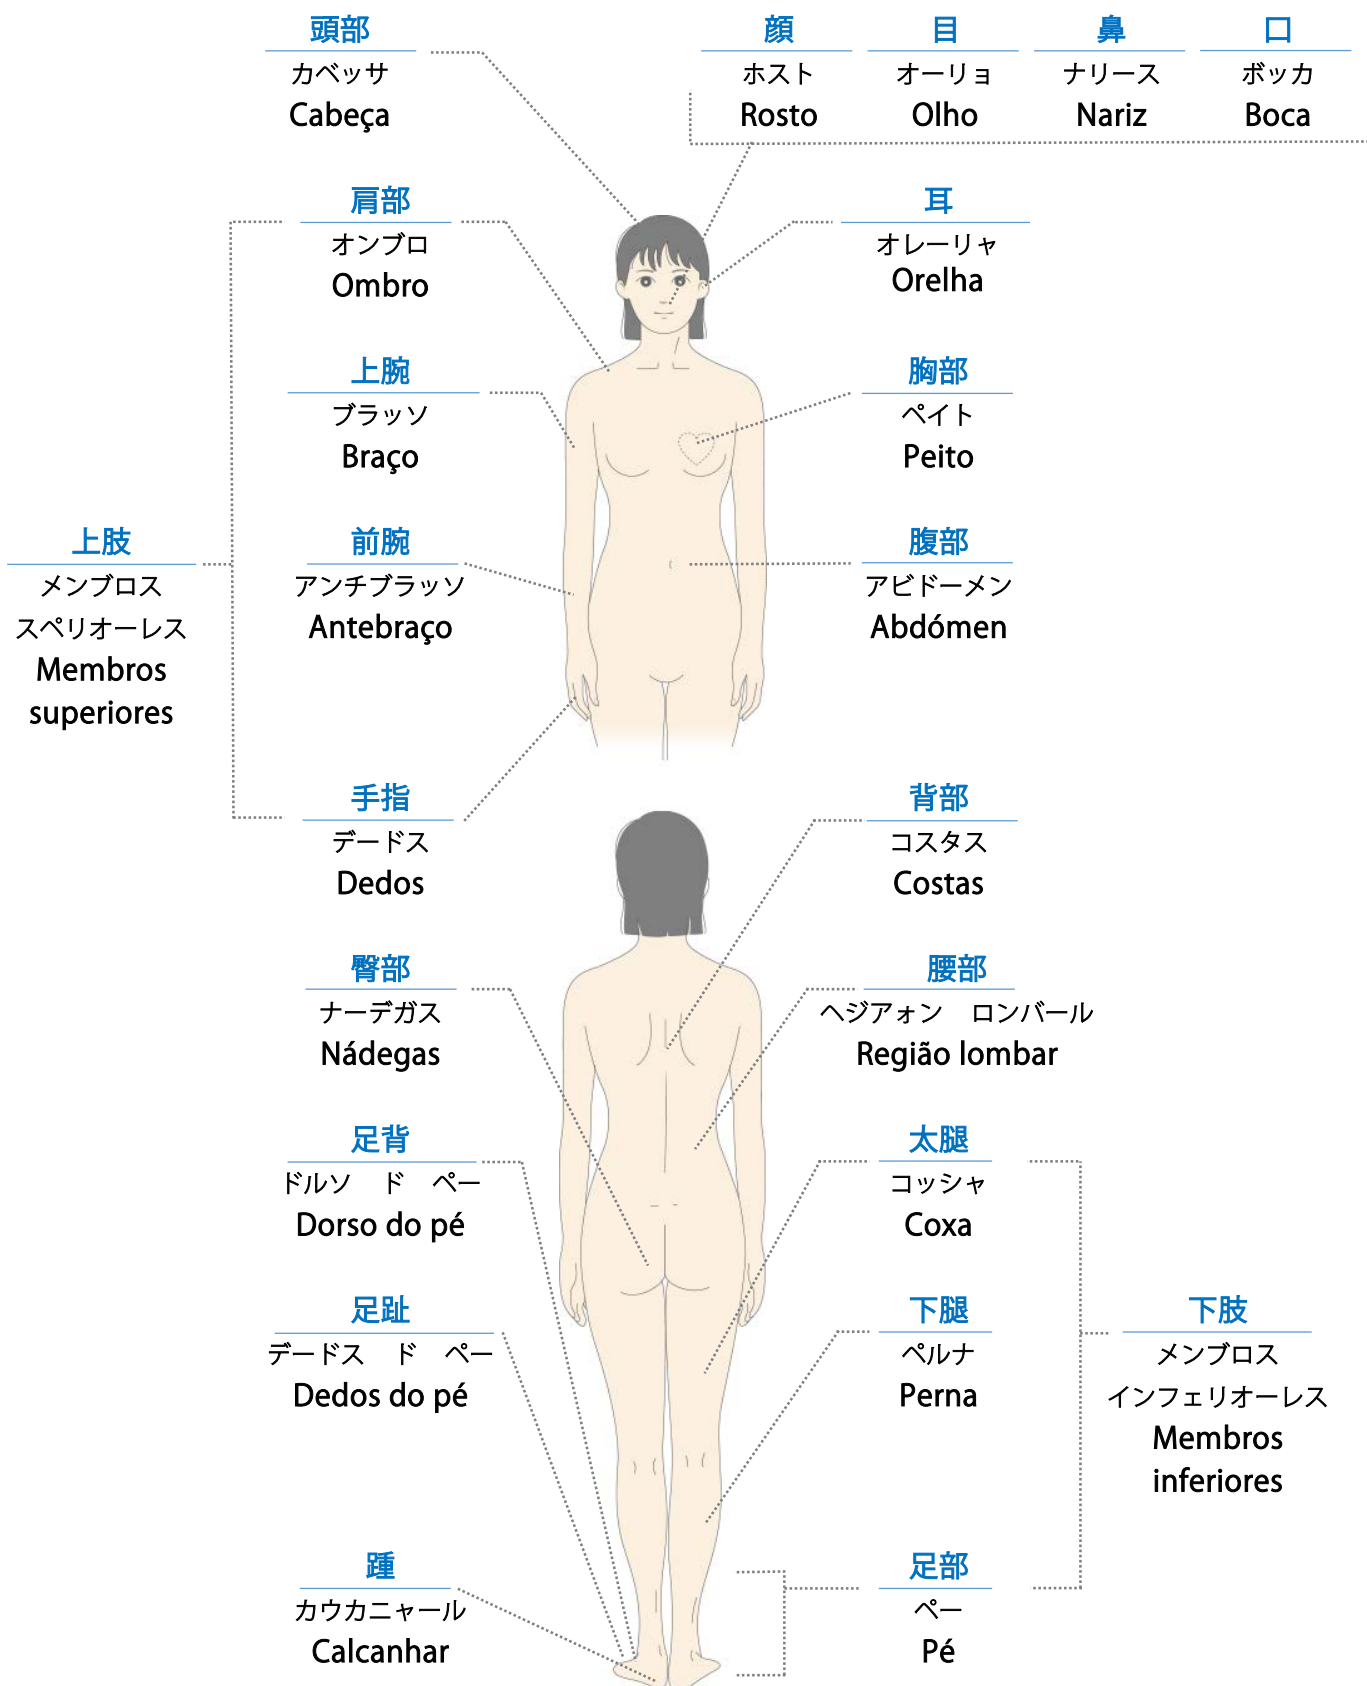 頭部
カベッサ
Cabeça
顔
ホスト
Rosto
目
オーリョ
Olho
鼻
ナリース
Nariz
口
ボッカ
Boca
肩部
オンブロ
Ombro
耳
オレーリャ
Orelha
上腕
ブラッソ
Braço
胸部
ペイト
Peito
上肢
メンブロス
スペリオーレス
Membros
superiores
前腕
アンチブラッソ
Antebraço
腹部
アビドーメン
Abdómen
手指
デードス
Dedos
背部
コスタス
Costas
臀部
ナーデガス
Nádegas
腰部
ヘジアォン　ロンバール
Região lombar
足背
ドルソ　ド　ペー
Dorso do pé
太腿
コッシャ
Coxa
足趾
デードス　ド　ペー
Dedos do pé
下腿
ペルナ
Perna
下肢
メンブロス
インフェリオーレス
Membros
inferiores
踵
カウカニャール
Calcanhar
足部
ペー
Pé